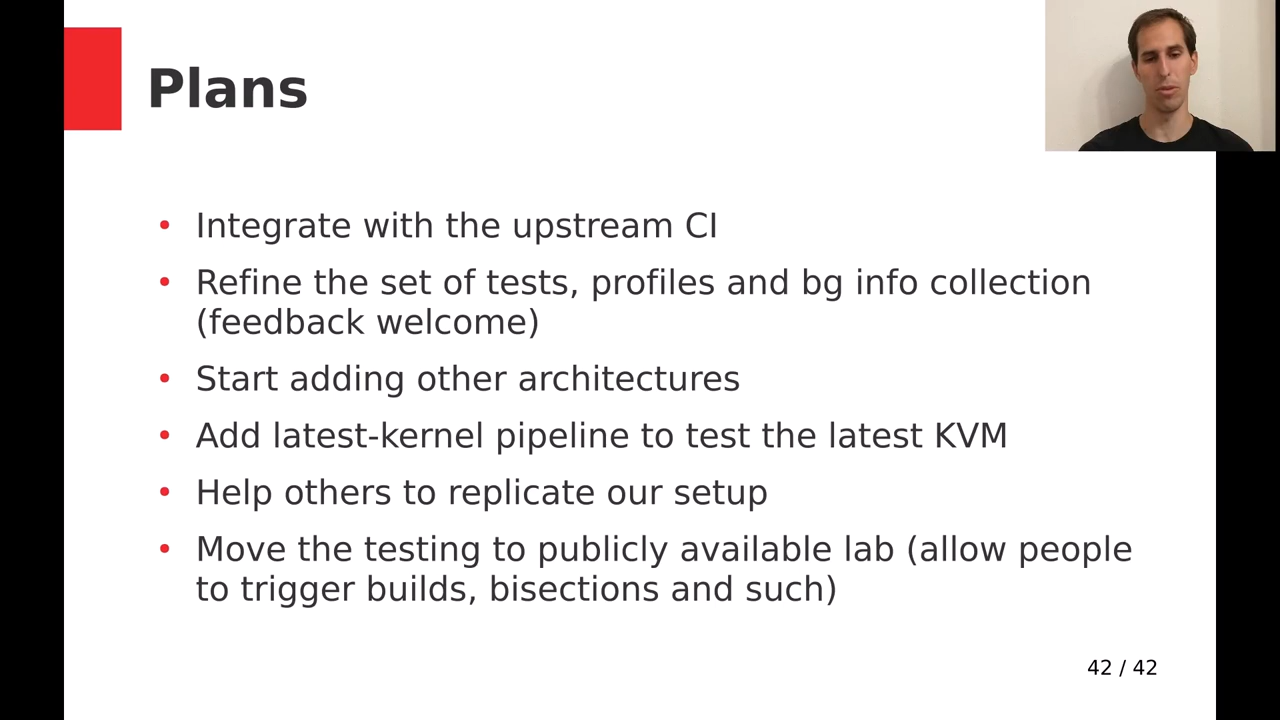 Plans
• Integrate with the upstream CI
• Refine the set of tests, profiles and bg info collection
(feedback welcome)
• Start adding other architectures
• Add latest-kernel pipeline to test the latest KVM
• Help others to replicate our setup
• Move the testing to publicly available lab (allow people
to trigger builds, bisections and such)
42 / 42